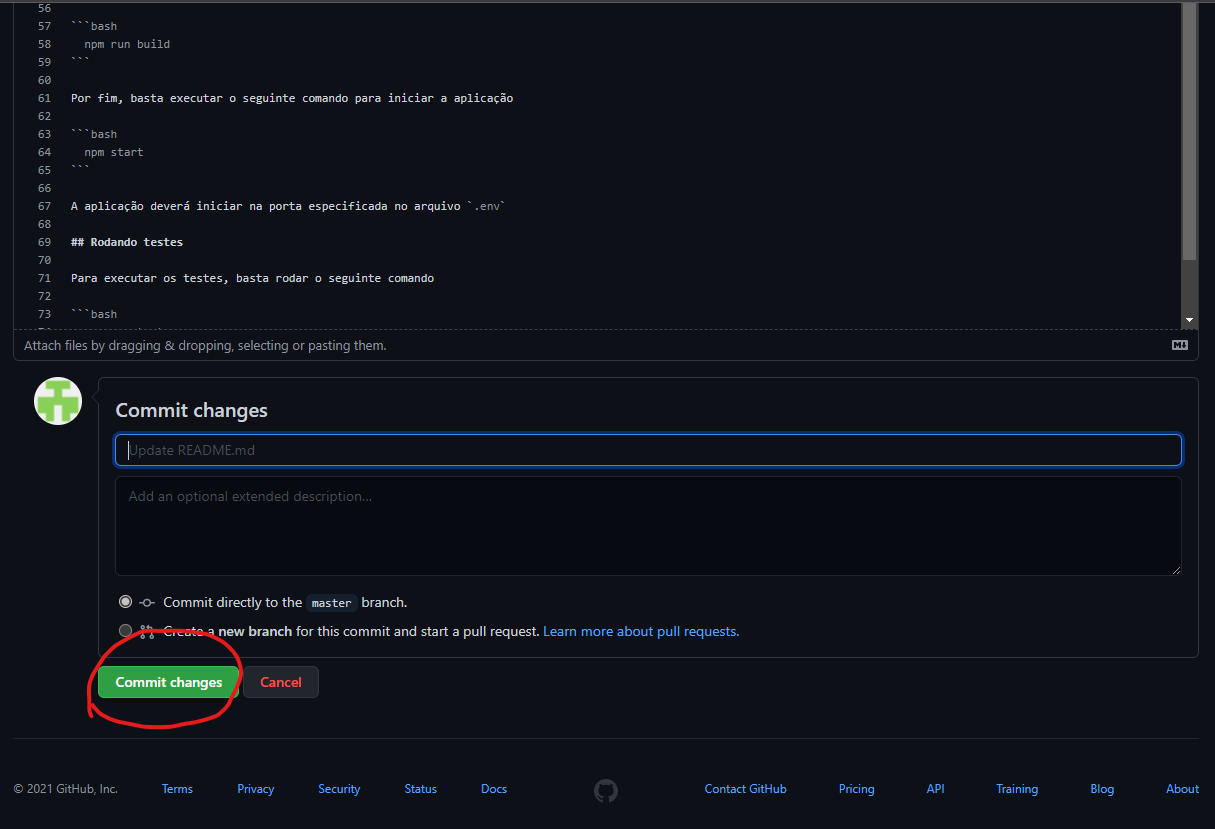 56
57 ```bash
58 npm run build
59 ```
60
61 Por fim, basta executar o seguinte comando para iniciar a aplicação
62
63 ```bash
64 npm start
65 ```
66
67 A aplicação deverá iniciar na porta especificada no arquivo `.env`
68
69 ## Rodando testes
70
71 Para executar os testes, basta rodar o seguinte comando
72
73 ```bash
Attach files by dragging & dropping, selecting or pasting them.
Commit changes
Update README.md
Add an optional extended description...
Commit directly to the master branch.
Create a new branch for this commit and start a pull request. Learn more about pull requests.
Commit changes Cancel
© 2021 GitHub, Inc. Terms Privacy Security Status Docs Contact GitHub Pricing API Training Blog About